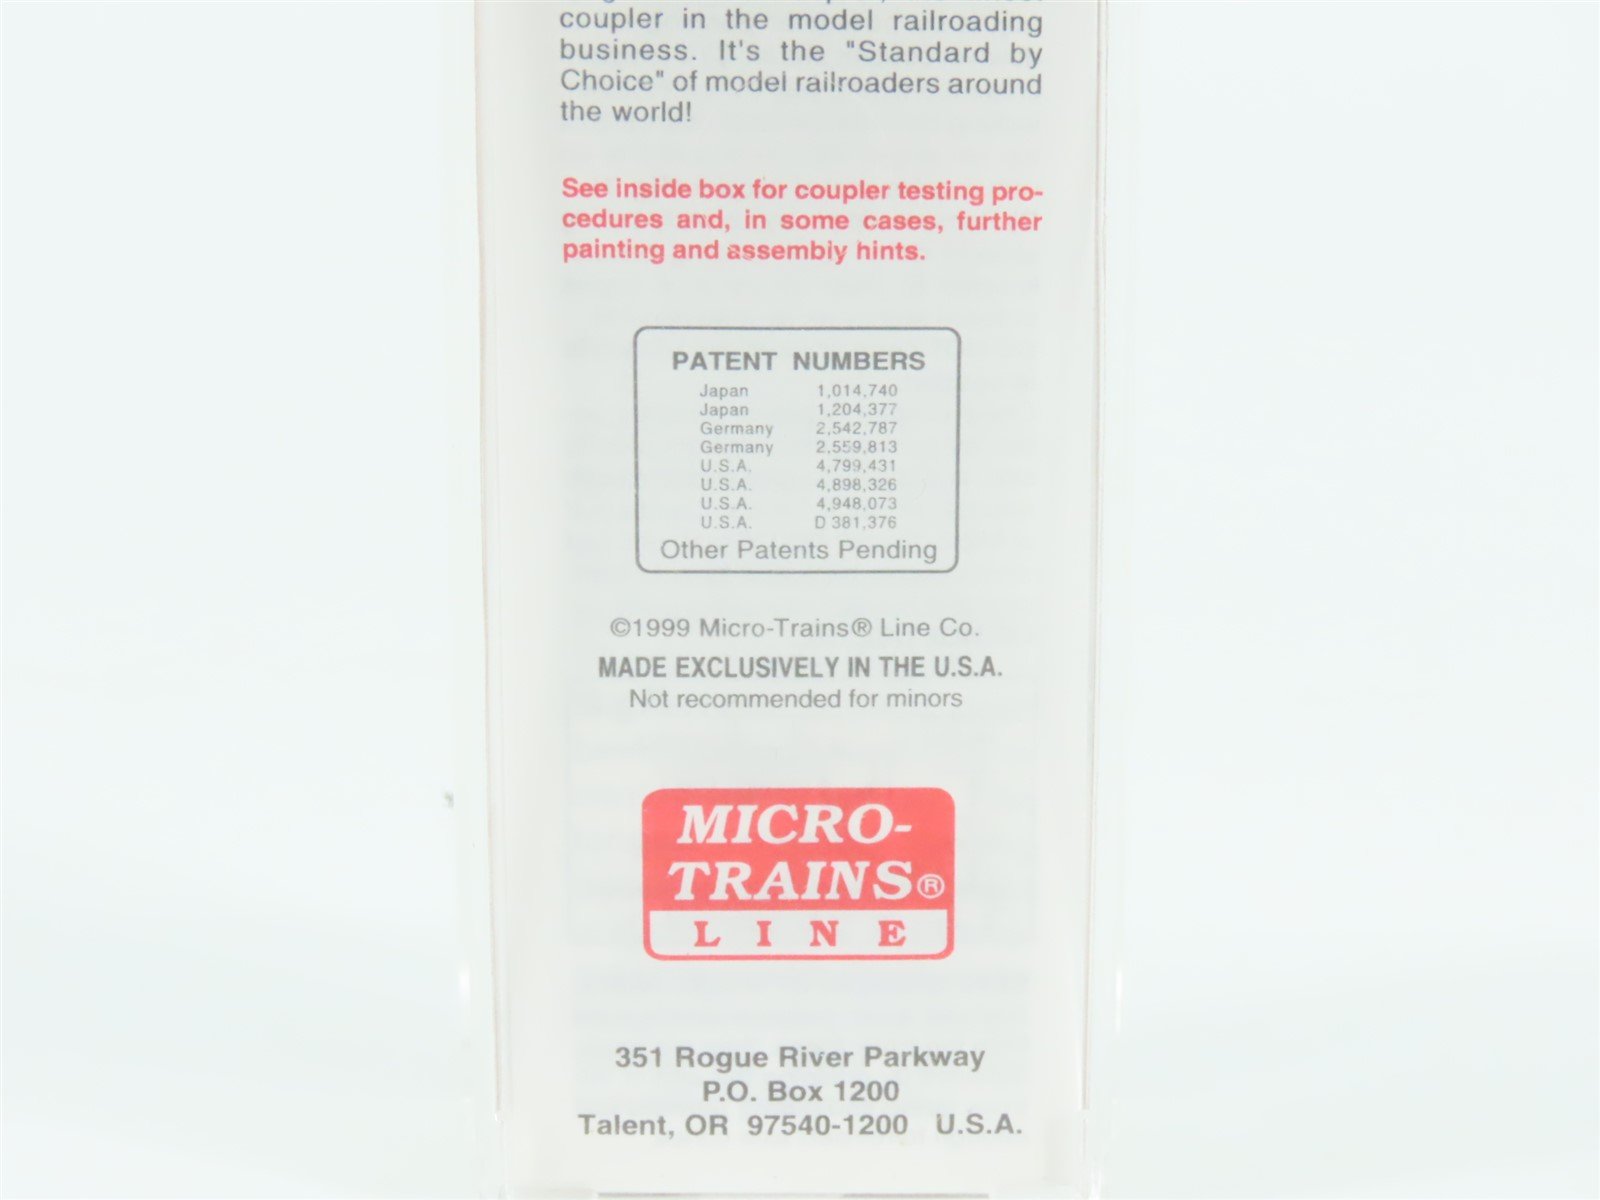 coupler in the model railroading
business. It's the "Standard by
Choice" of model railroaders around
the world!
See inside box for coupler testing pro-
cedures and, in some cases, further
painting and assembly hints.
PATENT NUMBERS
Japan 1,014,740
Japan 1,204,377
Germany 2,542,787
Germany 2,559,813
U.S.A. 4,799,431
U.S.A. 4,898,326
U.S.A. 4,948,073
U.S.A. D 381,376
Other Patents Pending
©1999 Micro-Trains® Line Co.
MADE EXCLUSIVELY IN THE U.S.A.
Not recommended for minors
MICRO-
TRAINS®
LINE
351 Rogue River Parkway
P.O. Box 1200
Talent, OR 97540-1200 U.S.A.